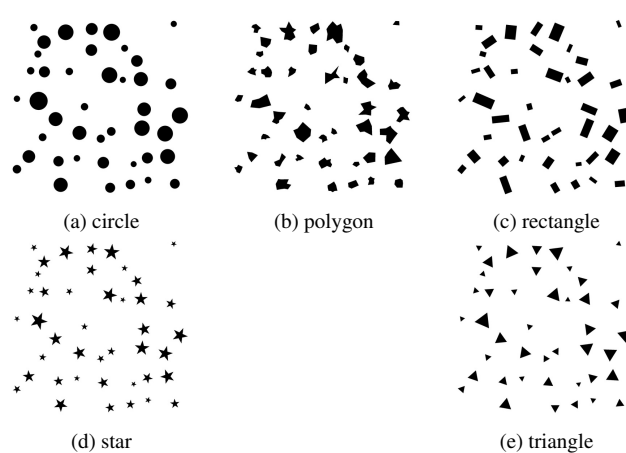 (a) circle
(b) polygon
(c) rectangle
(d) star
(e) triangle